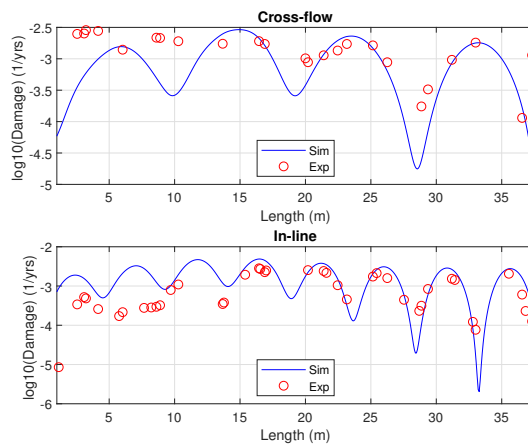 Cross-flow
log10(Damage) (1/yrs)
-2.5
-3
-3.5
-4
-4.5
-5
Sim
Exp
5 10 15 20 25 30 35
Length (m)
In-line
log10(Damage) (1/yrs)
-2
-3
-4
-5
-6
Sim
Exp
5 10 15 20 25 30 35
Length (m)